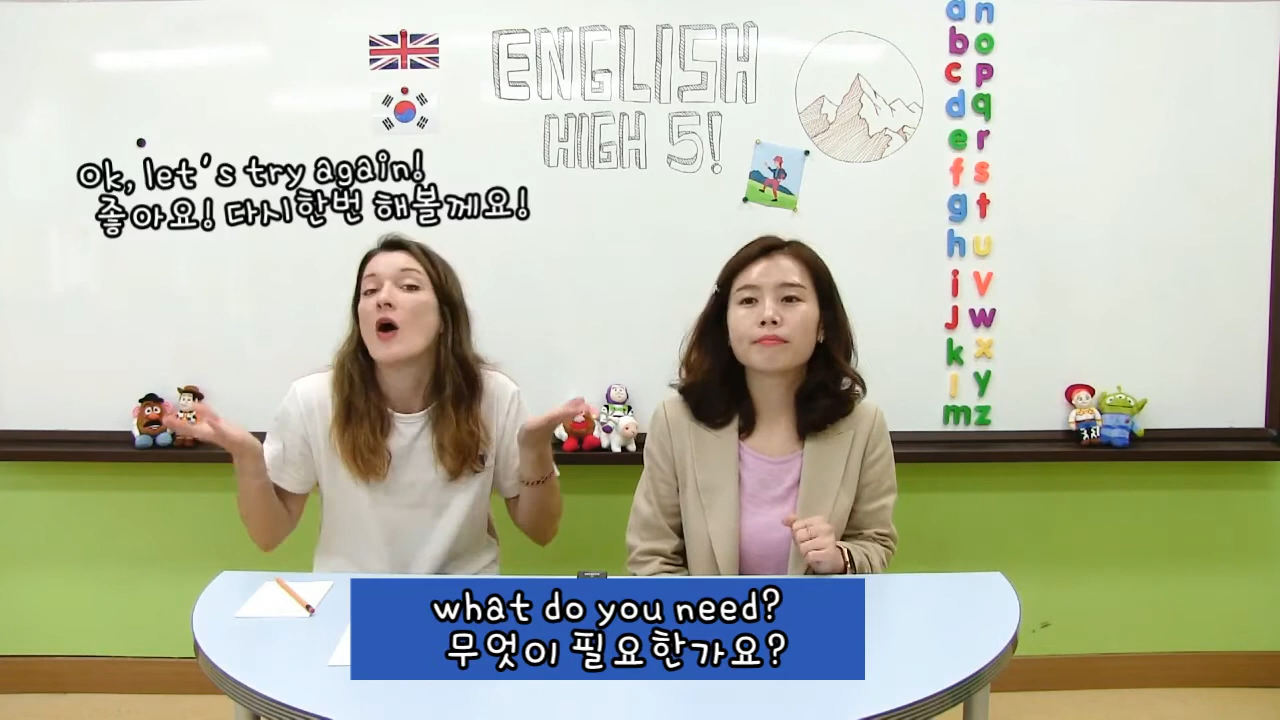 ENGLISH
HIGH 5!
Ok, let's try again!
좋아요! 다시한번 해볼께요!
a n
b o
c p
d q
e r
f s
g t
h u
i v
J w
k x
l y
m z
what do you need?
무엇이 필요한가요?